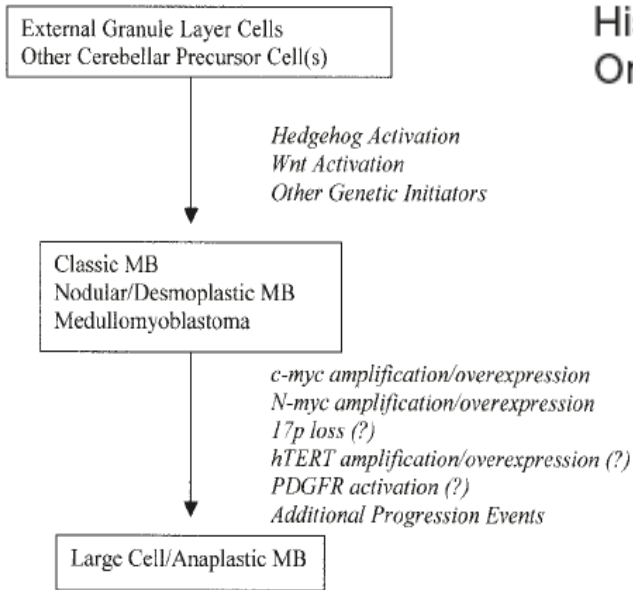 External Granule Layer Cells
Other Cerebellar Precursor Cell(s)
Hedgehog Activation
Wnt Activation
Other Genetic Initiators
Classic MB
Nodular/Desmoplastic MB
Medullomyoblastoma
c-myc amplification/overexpression
N-myc amplification/overexpression
17p loss (?)
hTERT amplification/overexpression (?)
PDGFR activation (?)
Additional Progression Events
Large Cell/Anaplastic MB